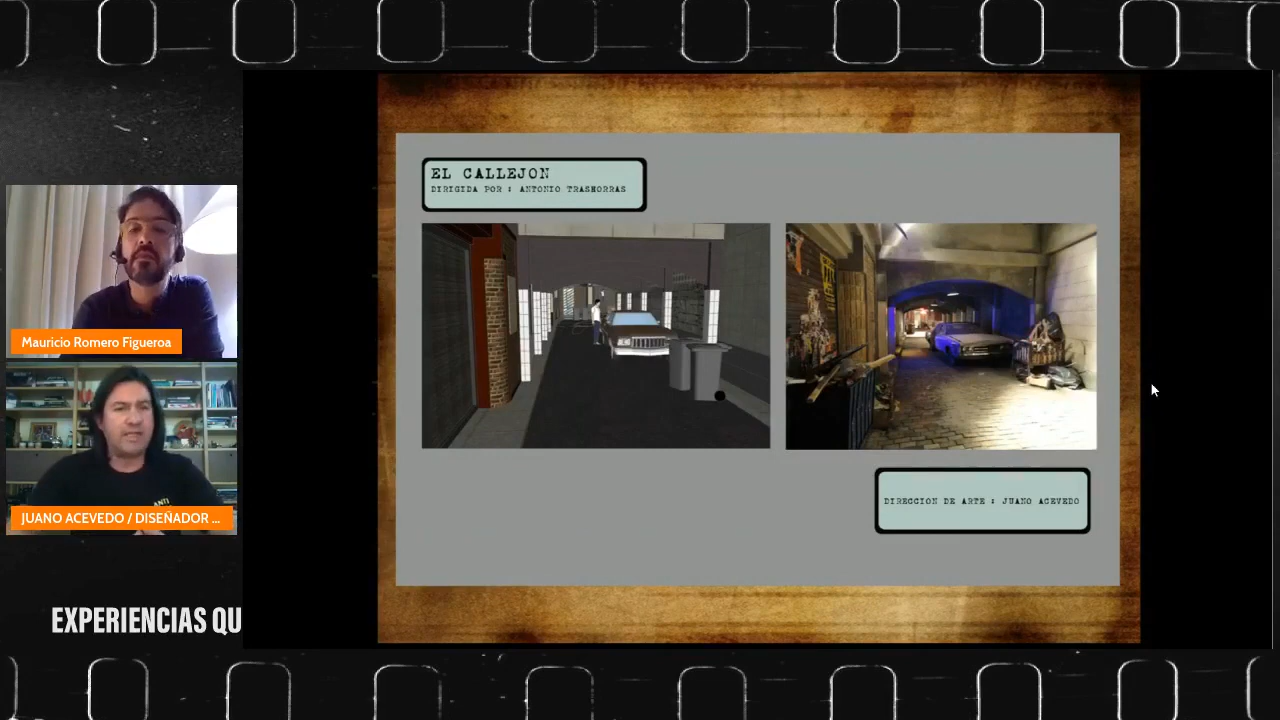 EL CALLEJON
DIRIGIDA POR : ANTONIO TRASHORRAS
Mauricio Romero Figueroa
ANTI
JUANO ACEVEDO / DISEÑADOR ...
DIRECCION DE ARTE : JUANO ACEVEDO
EXPERIENCIAS QU